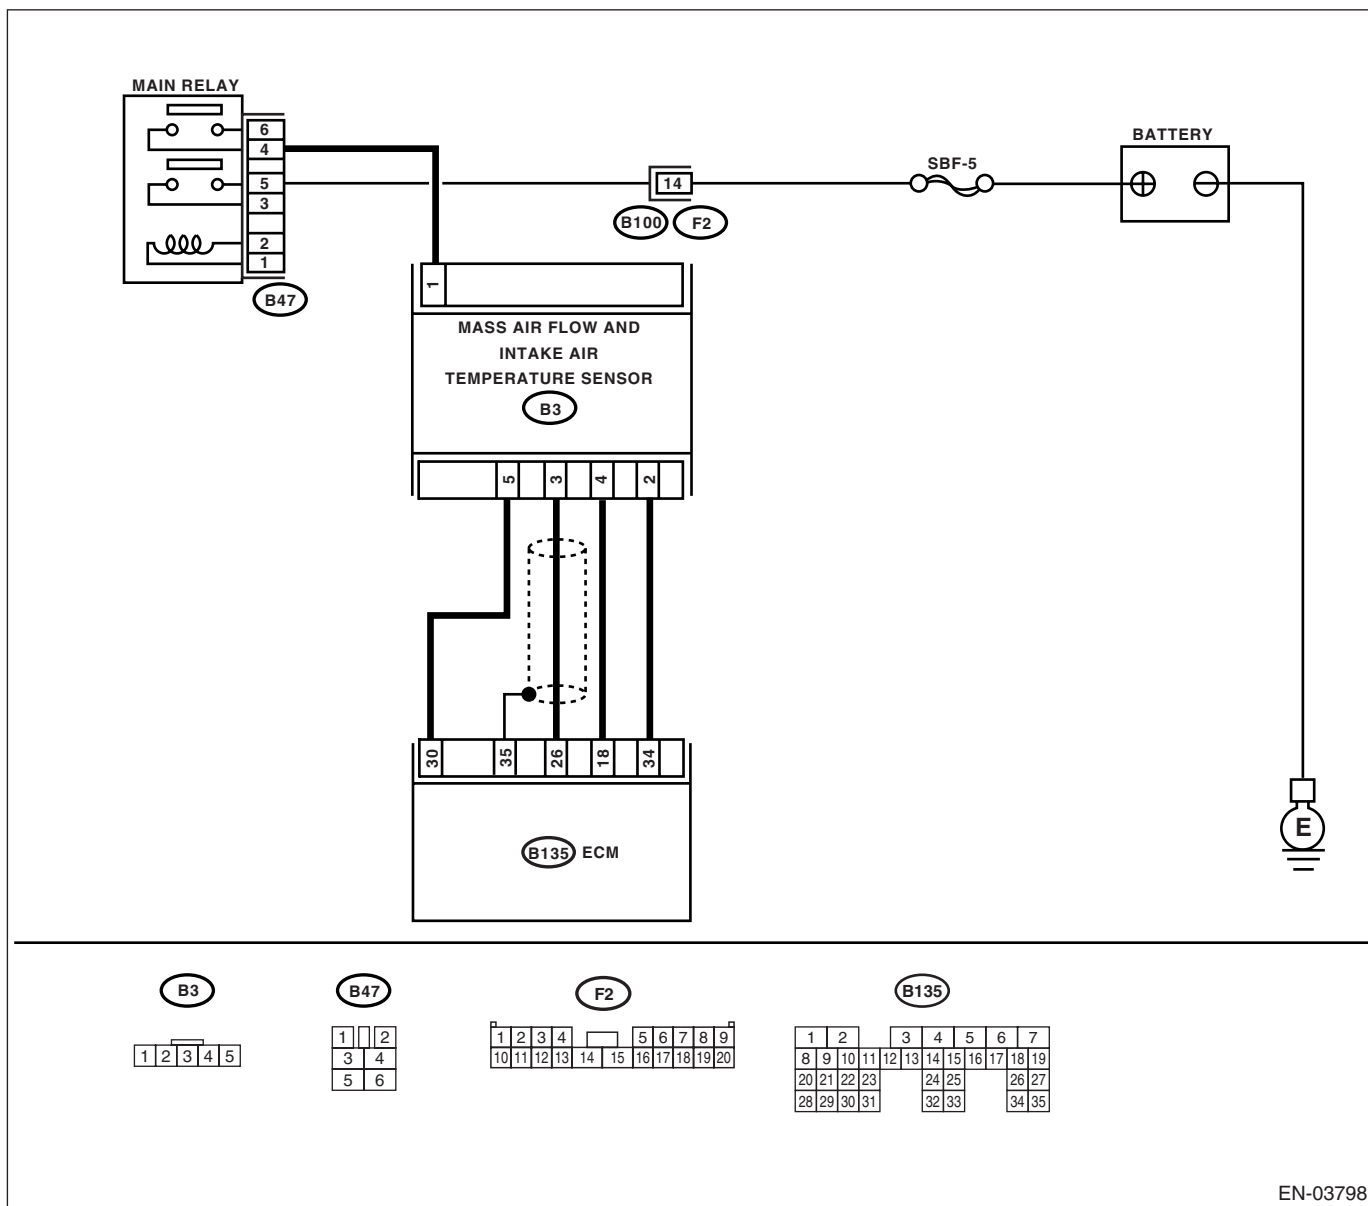 MAIN RELAY
6
4
5
3
2
1
B47
14
B100 F2
SBF-5
BATTERY
1
MASS AIR FLOW AND
INTAKE AIR
TEMPERATURE SENSOR
B3
5 3 4 2
30 35 26 18 34
B135 ECM
E
B3
1 2 3 4 5
B47
1 2
3 4
5 6
F2
1 2 3 4 5 6 7 8 9
10 11 12 13 14 15 16 17 18 19 20
B135
1 2 3 4 5 6 7
8 9 10 11 12 13 14 15 16 17 18 19
20 21 22 23 24 25 26 27
28 29 30 31 32 33 34 35
EN-03798